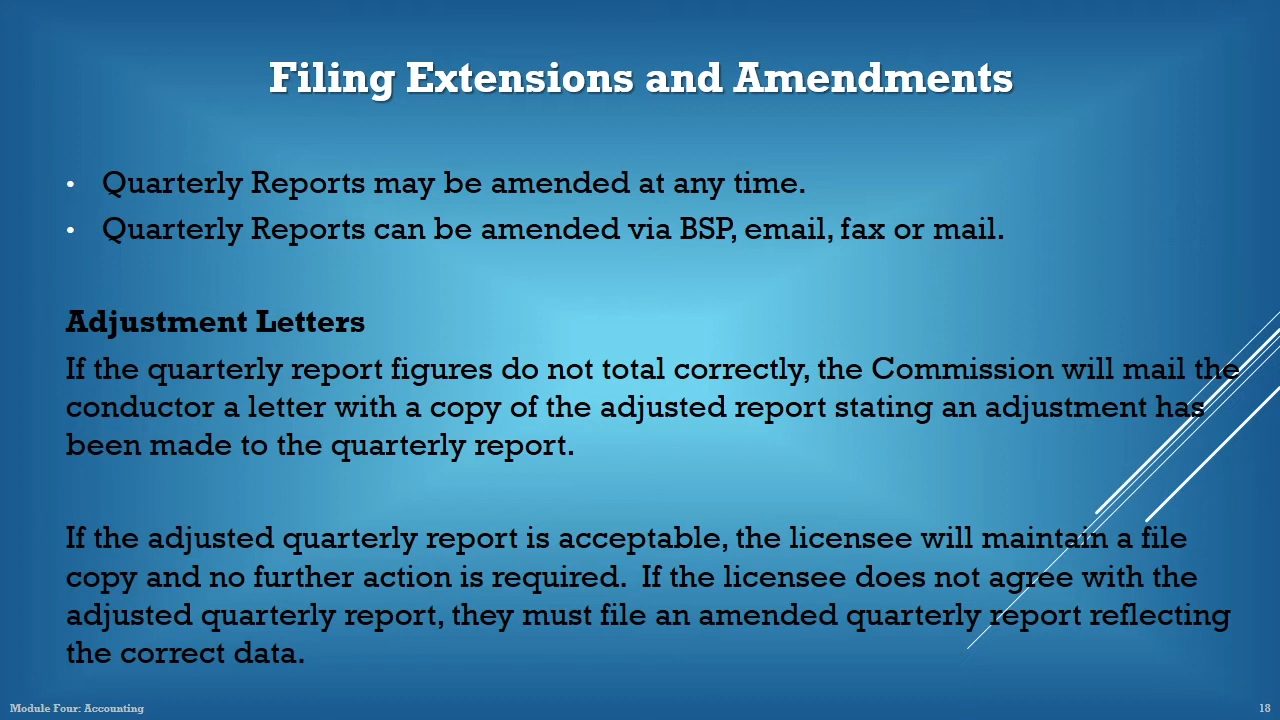 Filing Extensions and Amendments
• Quarterly Reports may be amended at any time.
• Quarterly Reports can be amended via BSP, email, fax or mail.
Adjustment Letters
If the quarterly report figures do not total correctly, the Commission will mail the
conductor a letter with a copy of the adjusted report stating an adjustment has
been made to the quarterly report.
If the adjusted quarterly report is acceptable, the licensee will maintain a file
copy and no further action is required.  If the licensee does not agree with the
adjusted quarterly report, they must file an amended quarterly report reflecting
the correct data.
Module Four: Accounting
18